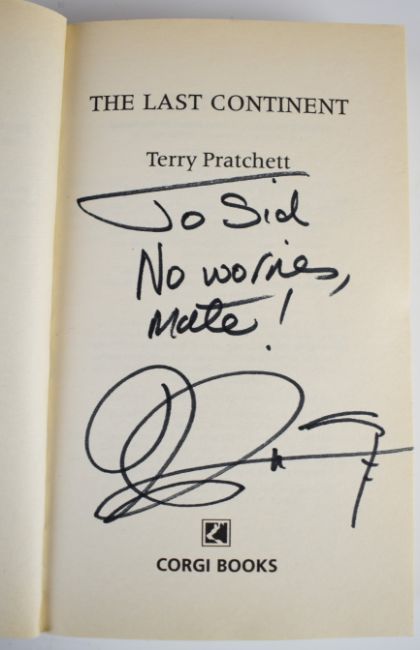 THE LAST CONTINENT
Terry Pratchett
To Sid
No worries,
Mate!
CORGI BOOKS